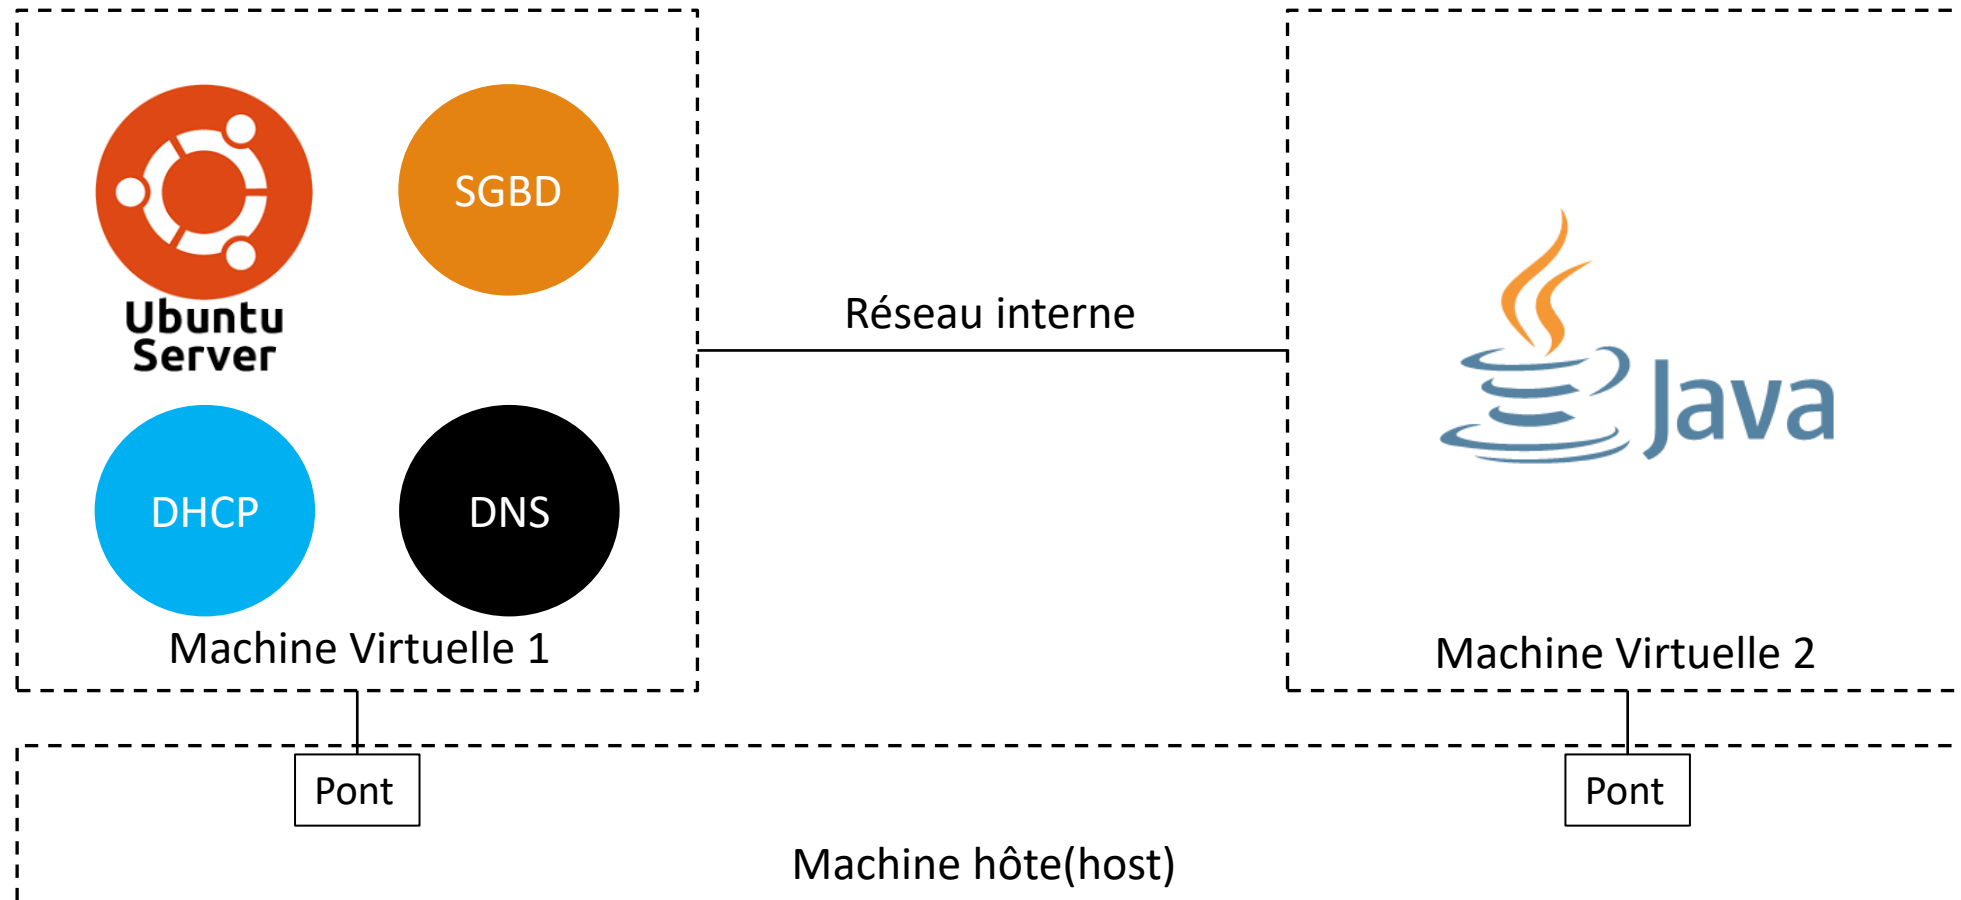 Ubuntu
Server
SGBD
DHCP
DNS
Machine Virtuelle 1
Réseau interne
Java
Machine Virtuelle 2
Pont
Pont
Machine hôte(host)